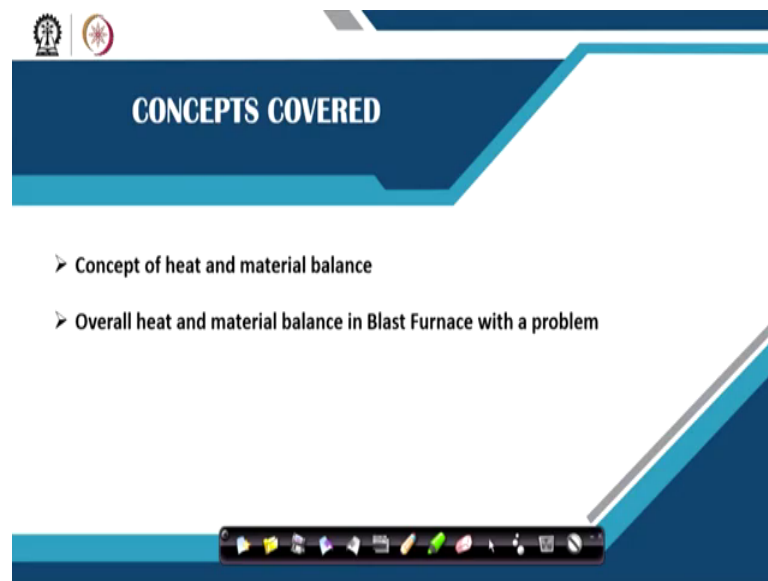 CONCEPTS COVERED
➢ Concept of heat and material balance
➢ Overall heat and material balance in Blast Furnace with a problem